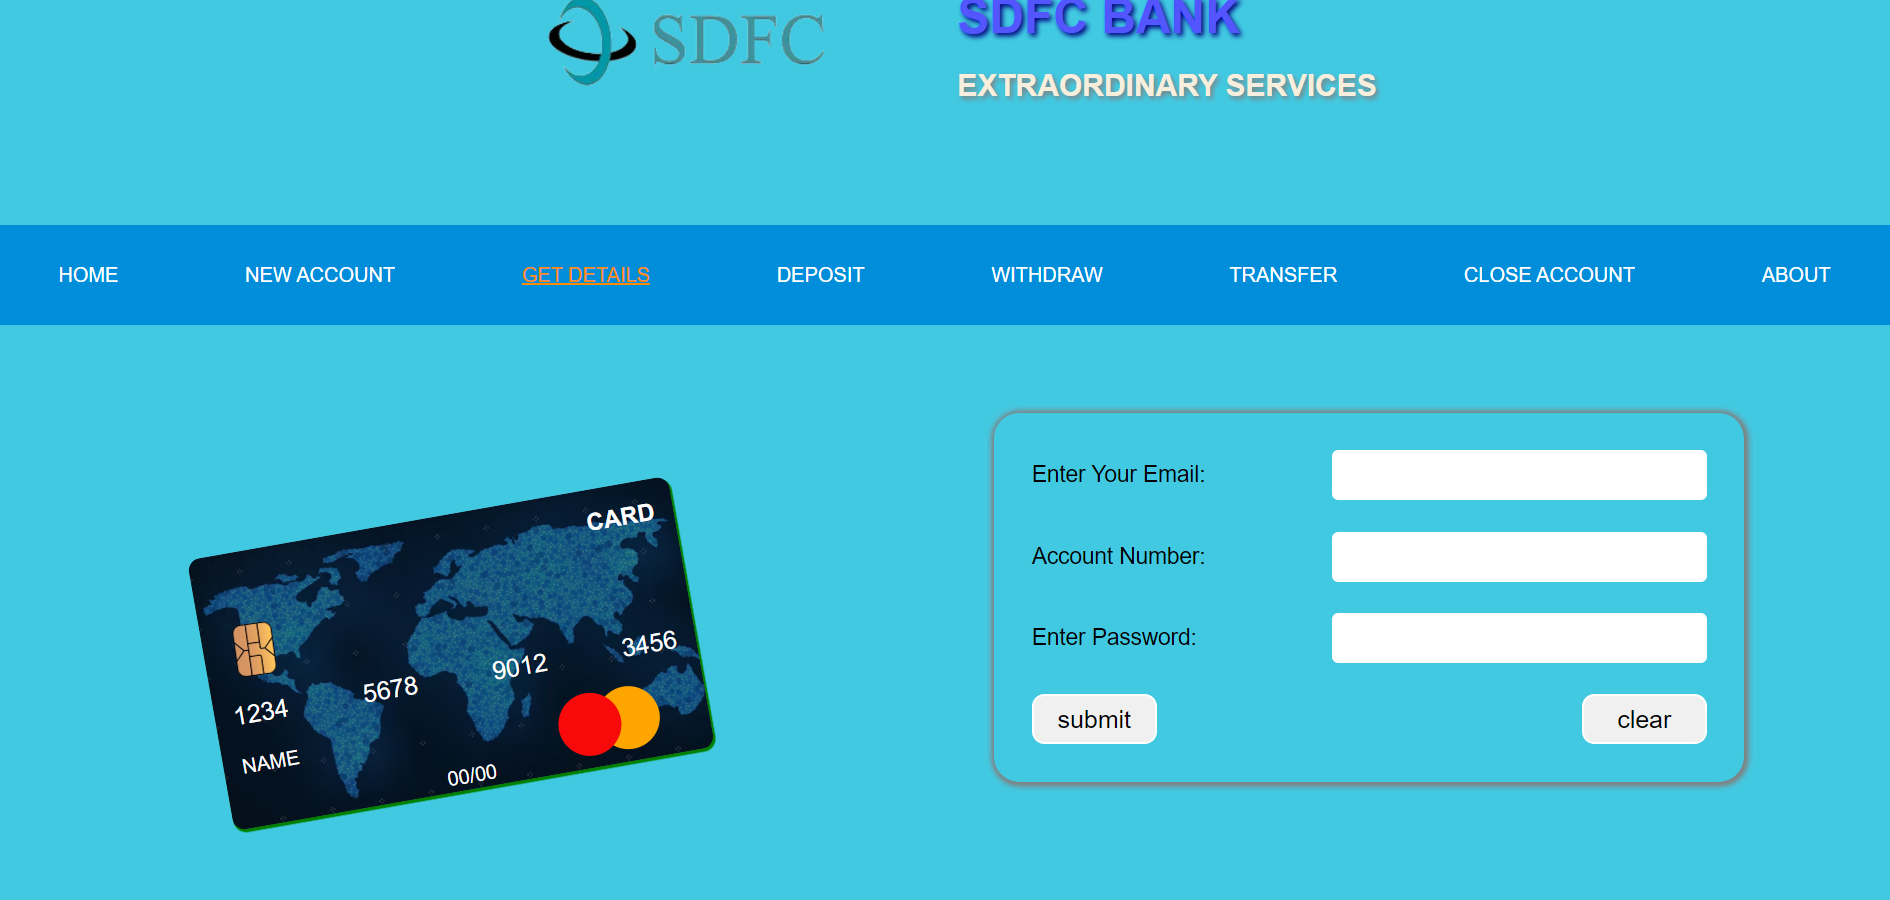 SDFC
SDFC BANK
EXTRAORDINARY SERVICES
HOME NEW ACCOUNT GET DETAILS DEPOSIT WITHDRAW TRANSFER CLOSE ACCOUNT ABOUT
CARD
1234 5678 9012 3456
NAME 00/00
Enter Your Email:
Account Number:
Enter Password:
submit clear